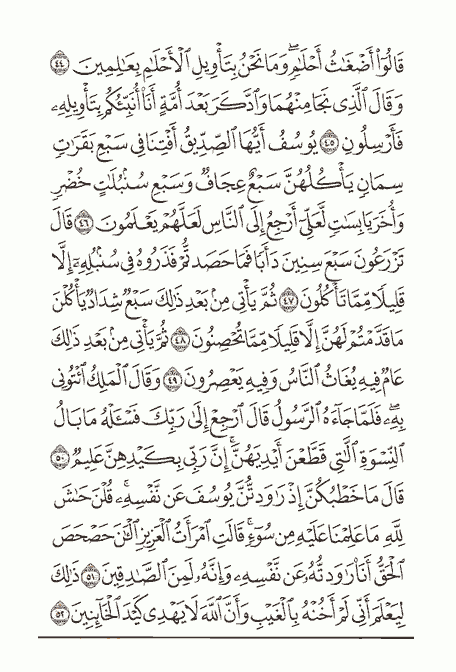 قَالُوٓا۟ أَضْغَٰثُ أَحْلَٰمٍۢ ۖ وَمَا نَحْنُ بِتَأْوِيلِ ٱلْأَحْلَٰمِ بِعَٰلِمِينَ ٤٤
وَقَالَ ٱلَّذِى نَجَا مِنْهُمَا وَٱدَّكَرَ بَعْدَ أُمَّةٍ أَنَا۠ أُنَبِّئُكُم بِتَأْوِيلِهِۦ
فَأَرْسِلُونِ ٤٥ يُوسُفُ أَيُّهَا ٱلصِّدِّيقُ أَفْتِنَا فِى سَبْعِ بَقَرَٰتٍ
سِمَانٍ يَأْكُلُهُنَّ سَبْعٌ عِجَافٌ وَسَبْعِ سُنۢبُلَٰتٍ خُضْرٍ
وَأُخَرَ يَابِسَٰتٍ لَّعَلِّىٓ أَرْجِعُ إِلَى ٱلنَّاسِ لَعَلَّهُمْ يَعْلَمُونَ ٤٦ قَالَ
تَزْرَعُونَ سَبْعَ سِنِينَ دَأَبًا فَمَا حَصَدتُّمْ فَذَرُوهُ فِى سُنۢبُلِهِۦٓ إِلَّا
قَلِيلًا مِّمَّا تَأْكُلُونَ ٤٧ ثُمَّ يَأْتِى مِنۢ بَعْدِ ذَٰلِكَ سَبْعٌ شِدَادٌ يَأْكُلْنَ
مَا قَدَّمْتُمْ لَهُنَّ إِلَّا قَلِيلًا مِّمَّا تُحْصِنُونَ ٤٨ ثُمَّ يَأْتِى مِنۢ بَعْدِ ذَٰلِكَ
عَامٌ فِيهِ يُغَاثُ ٱلنَّاسُ وَفِيهِ يَعْصِرُونَ ٤٩ وَقَالَ ٱلْمَلِكُ ٱئْتُونِى
بِهِۦ ۖ فَلَمَّا جَآءَهُ ٱلرَّسُولُ قَالَ ٱرْجِعْ إِلَىٰ رَبِّكَ فَسْـَٔلْهُ مَا بَالُ
ٱلنِّسْوَةِ ٱلَّٰتِى قَطَّعْنَ أَيْدِيَهُنَّ ۚ إِنَّ رَبِّى بِكَيْدِهِنَّ عَلِيمٌ ٥٠
قَالَ مَا خَطْبُكُنَّ إِذْ رَٰوَدتُّنَّ يُوسُفَ عَن نَّفْسِهِۦ ۚ قُلْنَ حَٰشَ
لِلَّهِ مَا عَلِمْنَا عَلَيْهِ مِن سُوٓءٍ ۚ قَالَتِ ٱمْرَأَتُ ٱلْعَزِيزِ ٱلْـَٰٔنَ حَصْحَصَ
ٱلْحَقُّ أَنَا۠ رَٰوَدتُّهُۥ عَن نَّفْسِهِۦ وَإِنَّهُۥ لَمِنَ ٱلصَّٰدِقِينَ ٥١ ذَٰلِكَ
لِيَعْلَمَ أَنِّى لَمْ أَخُنْهُ بِٱلْغَيْبِ وَأَنَّ ٱللَّهَ لَا يَهْدِى كَيْدَ ٱلْخَآئِنِينَ ٥٢